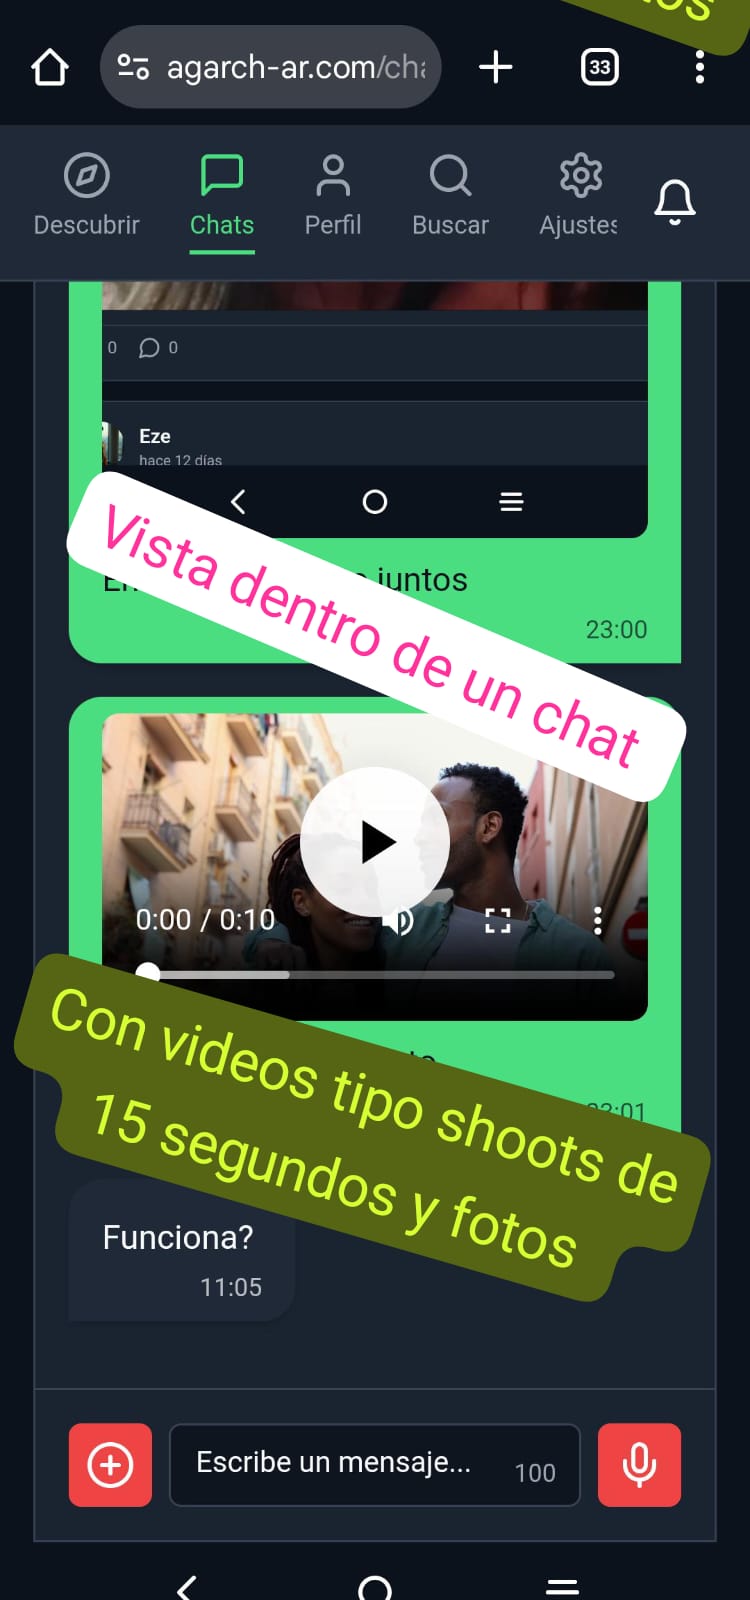 33
agarch-ar.com/cha
Descubrir
Chats
Perfil
Buscar
Ajustes
0 0
Eze
hace 12 días
Vista dentro de un chat
juntos
23:00
0:00 / 0:10
Con videos tipo shoots de
15 segundos y fotos
23:01
Funciona?
11:05
Escribe un mensaje...
100